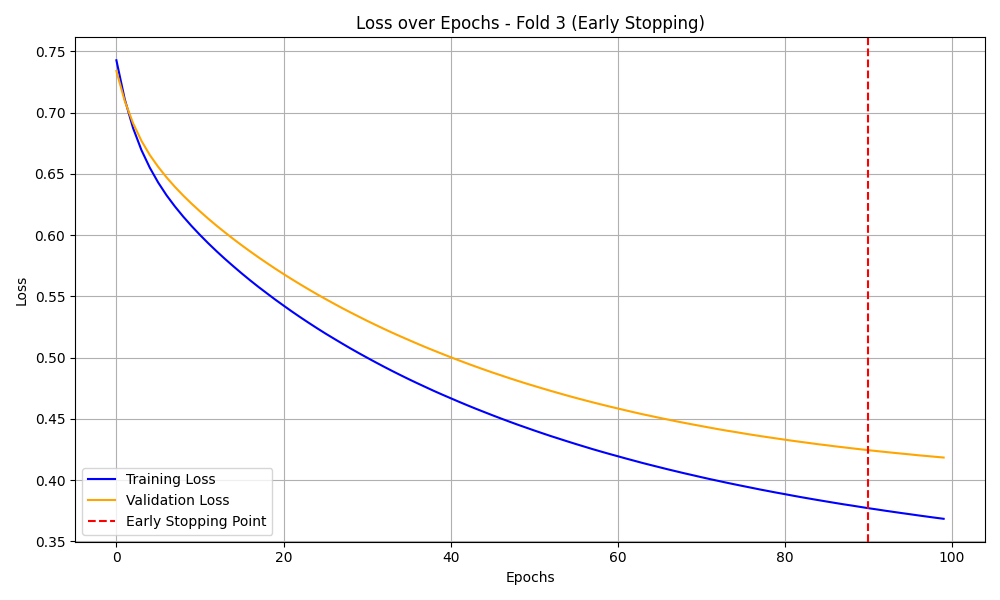 Loss over Epochs - Fold 3 (Early Stopping)
0.75
0.70
0.65
0.60
0.55
0.50
0.45
0.40
0.35
Loss
Training Loss
Validation Loss
Early Stopping Point
0 20 40 60 80 100
Epochs